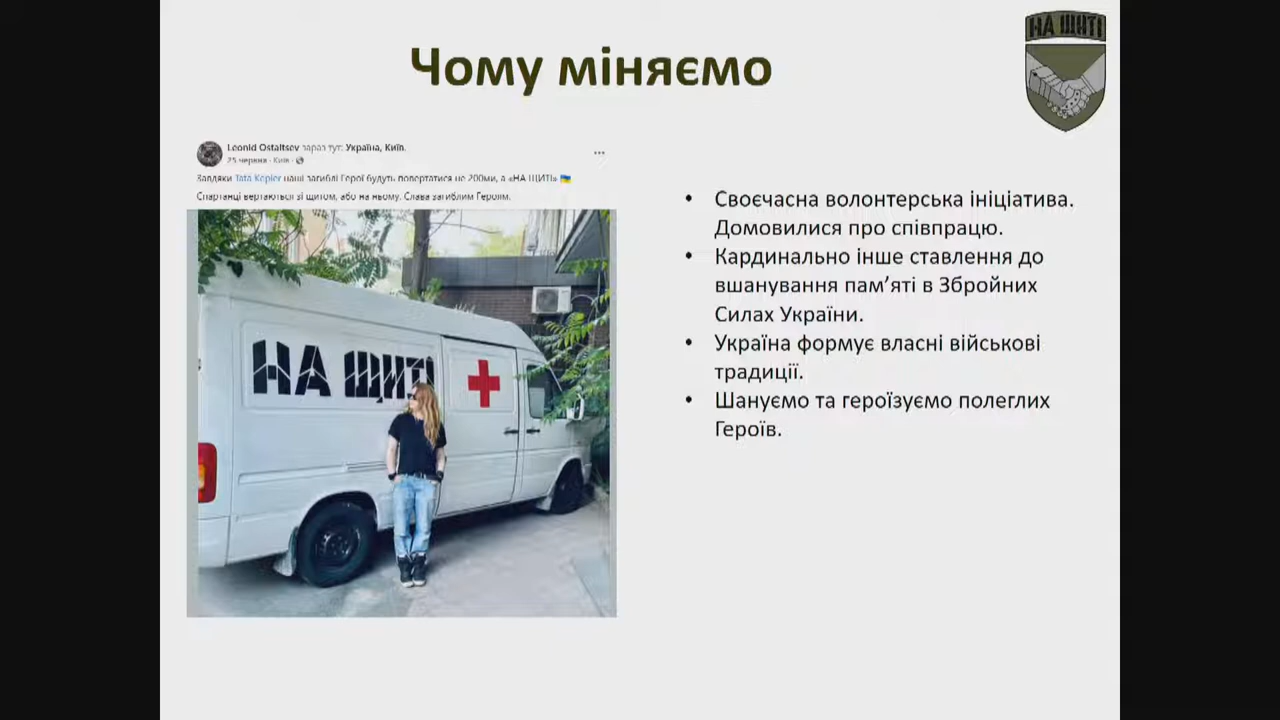 Чому міняємо
НА ЩИТІ
Leonid Ostaltsev зараз тут: Україна, Київ.
25 червня · Київ ·
Завдяки Tata Kepler наші загиблі Герої будуть повертатися не 200ми, а «НА ЩИТІ»
Спартанці вертаються зі щитом, або на ньому. Слава загиблим Героям.
НА ЩИТІ
• Своєчасна волонтерська ініціатива.
Домовилися про співпрацю.
• Кардинально інше ставлення до
вшанування пам’яті в Збройних
Силах України.
• Україна формує власні військові
традиції.
• Шануємо та героїзуємо полеглих
Героїв.